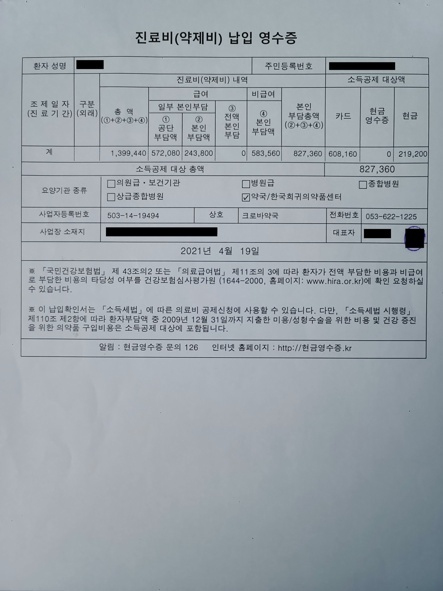 진료비(약제비) 납입 영수증
환자 성명
주민등록번호
진료비(약제비) 내역
소득공제 대상액
조 제 일 자
(진 료 기 간)
구분
(외래)
총 액
(①+②+③+④)
급여
일부 본인부담
① 공단 부담액
② 본인 부담액
③ 전액 본인 부담
비급여
④ 본인 부담액
본인 부담총액
(②+③+④)
카드
현금 영수증
현금
계 1,399,440 572,080 243,800 0 583,560 827,360 608,160 0 219,200
소득공제 대상 총액 827,360
요양기관 종류
□의원급·보건기관 □병원급 □종합병원
□상급종합병원 ☑약국/한국희귀의약품센터
사업자등록번호 503-14-19494 상호 크로바약국 전화번호 053-622-1225
사업장 소재지 대표자
2021년 4월 19일
※ 「국민건강보험법」 제 43조의2 또는 「의료급여법」 제11조의 3에 따라 환자가 전액 부담한 비용과 비급여
로 부담한 비용의 타당성 여부를 건강보험심사평가원 (1644-2000, 홈페이지: www.hira.or.kr)에 확인 요청하실
수 있습니다.
※ 이 납입확인서는 「소득세법」에 따른 의료비 공제신청에 사용할 수 있습니다. 다만, 「소득세법 시행령」
제110조 제2항에 따라 환자부담액 중 2009년 12월 31일까지 지출한 미용/성형수술을 위한 비용 및 건강 증진
을 위한 의약품 구입비용은 소득공제 대상에 포함됩니다.
알림 : 현금영수증 문의 126 인터넷 홈페이지 : http://현금영수증.kr